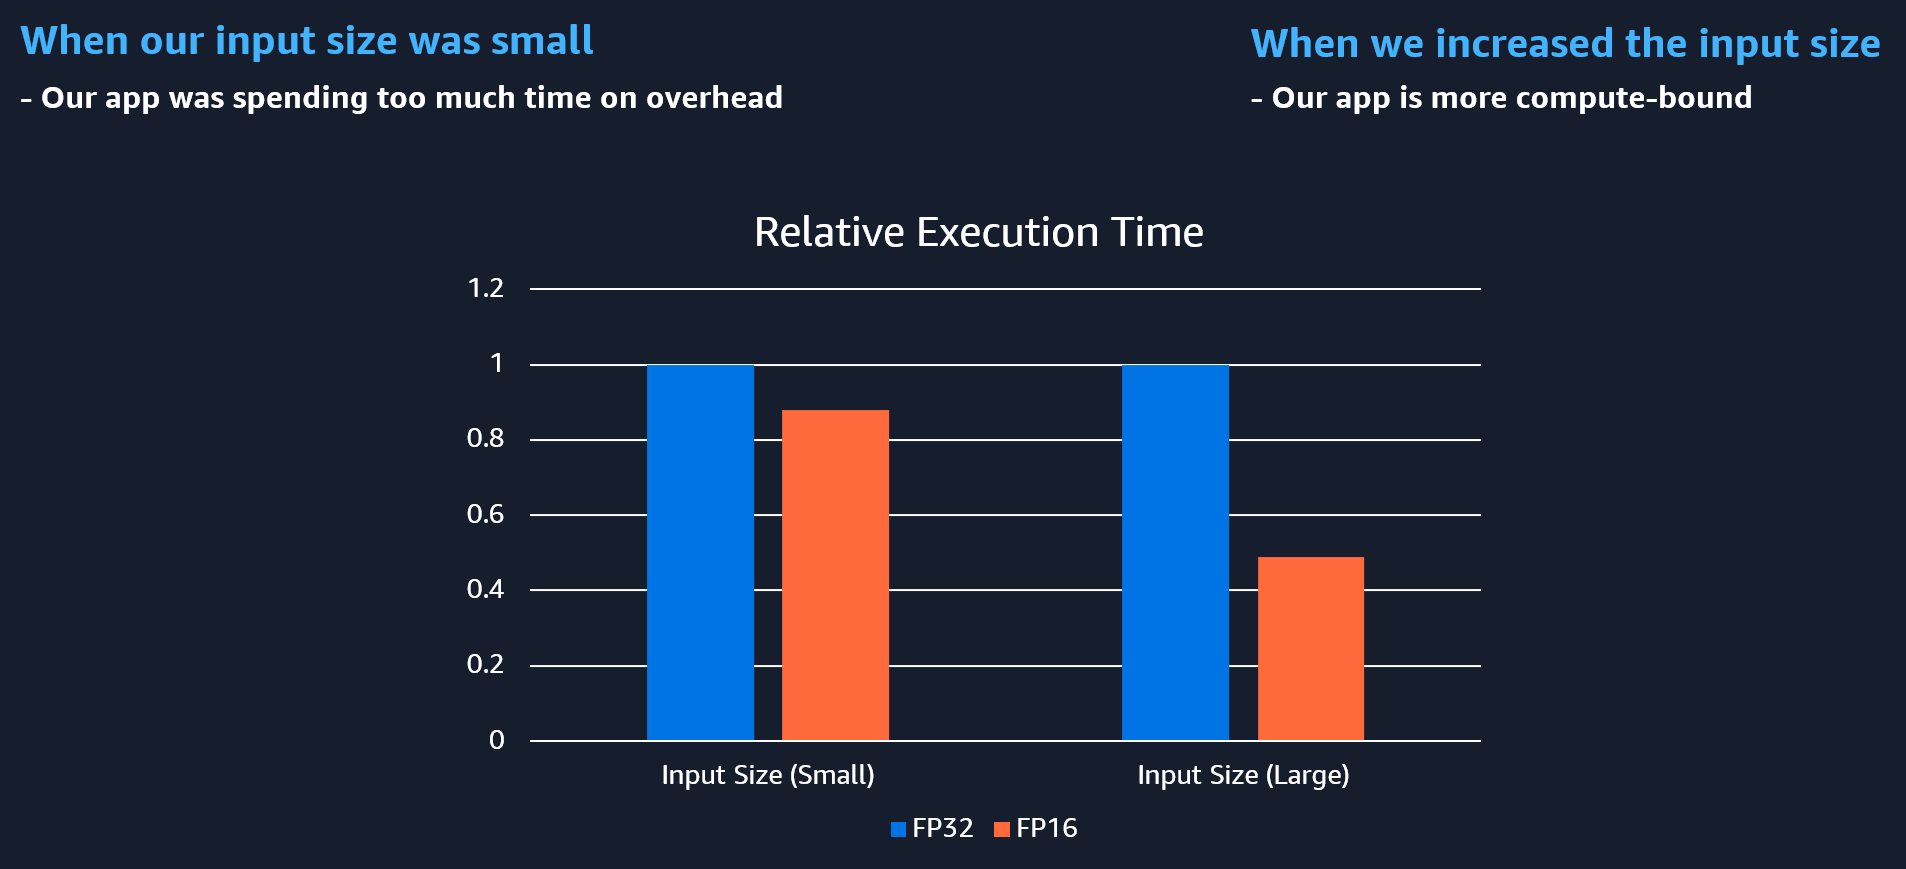 When our input size was small
- Our app was spending too much time on overhead
When we increased the input size
- Our app is more compute-bound
Relative Execution Time
1.2
1
0.8
0.6
0.4
0.2
0
Input Size (Small)
Input Size (Large)
FP32
FP16